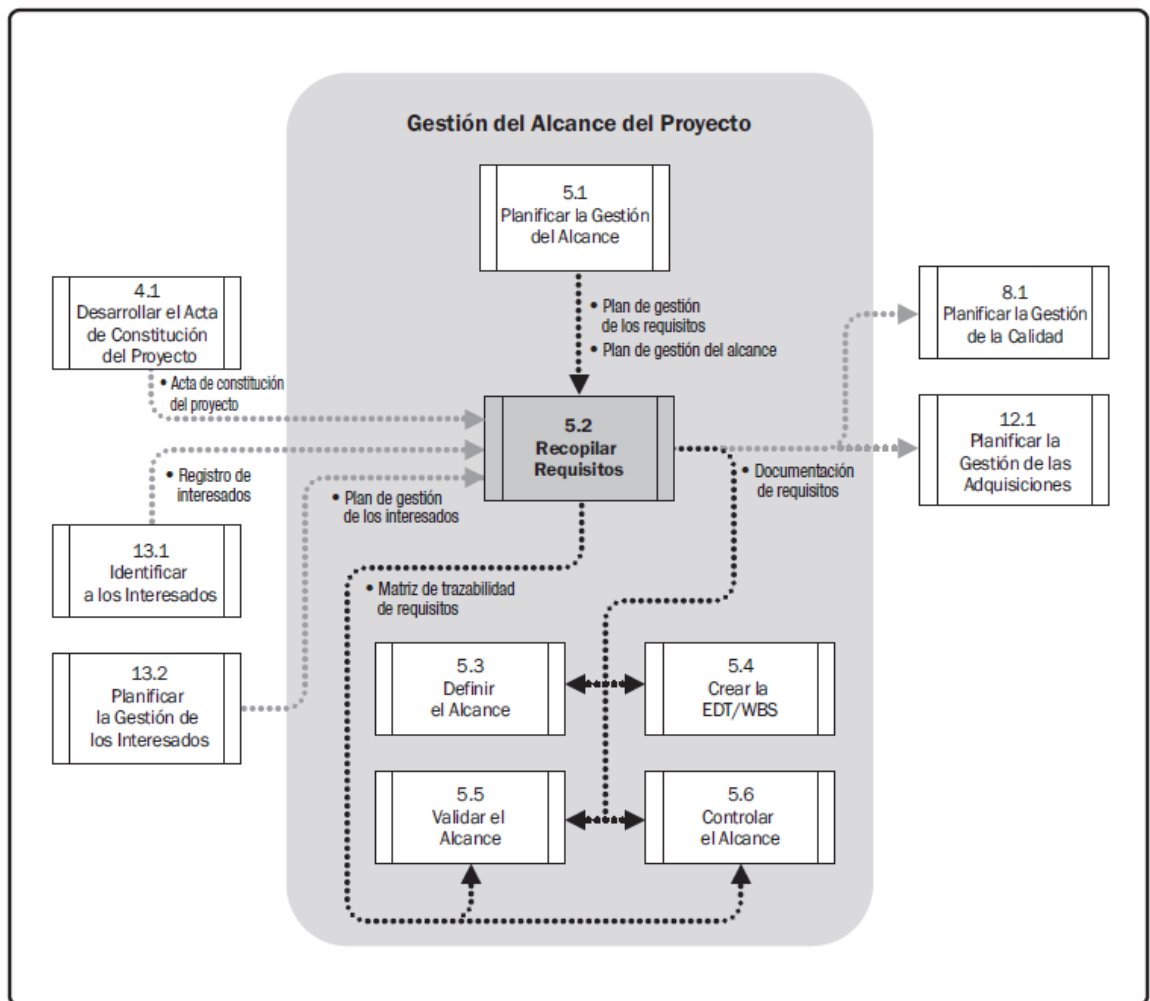 Gestión del Alcance del Proyecto
5.1
Planificar la Gestión
del Alcance
4.1
Desarrollar el Acta
de Constitución
del Proyecto
8.1
Planificar la Gestión
de la Calidad
• Plan de gestión
de los requisitos
• Plan de gestión del alcance
• Acta de constitución
del proyecto
5.2
Recopilar
Requisitos
12.1
Planificar la
Gestión de las
Adquisiciones
• Registro de
interesados
• Plan de gestión
de los interesados
• Documentación
de requisitos
13.1
Identificar
a los Interesados
• Matriz de trazabilidad
de requisitos
13.2
Planificar
la Gestión de
los Interesados
5.3
Definir
el Alcance
5.4
Crear la
EDT/WBS
5.5
Validar el
Alcance
5.6
Controlar
el Alcance